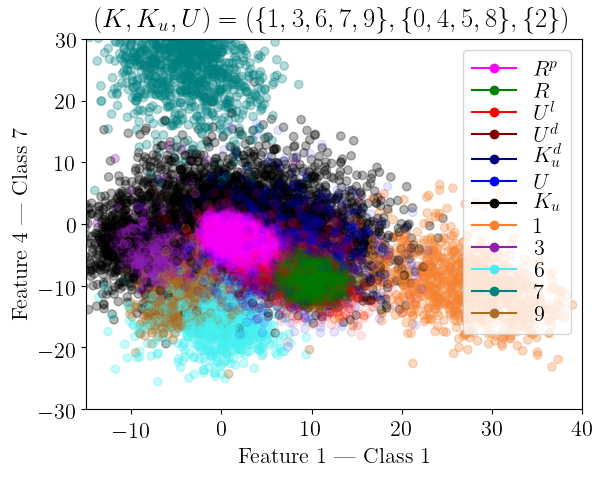 (K, K_u, U) = ({1, 3, 6, 7, 9}, {0, 4, 5, 8}, {2})
30
20
10
0
−10
−20
−30
Feature 4 — Class 7
R^p
R
U^l
U^d
K_u^d
U
K_u
1
3
6
7
9
−10 0 10 20 30 40
Feature 1 — Class 1